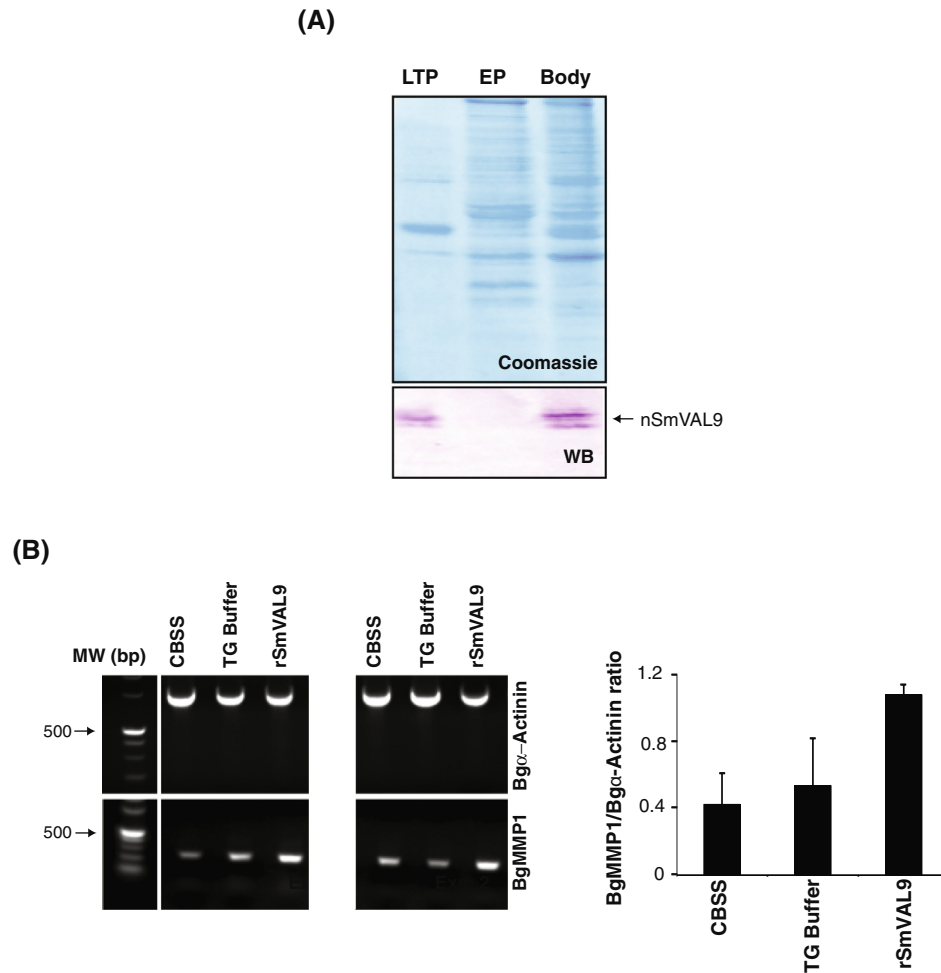 (A)
LTP EP Body
Coomassie
nSmVAL9
WB
(B)
MW (bp)
CBSS
TG Buffer
rSmVAL9
CBSS
TG Buffer
rSmVAL9
500
Bgα-Actinin
500
BgMMP1
BgMMP1/Bgα-Actinin ratio
1.2
0.8
0.4
0
CBSS
TG Buffer
rSmVAL9